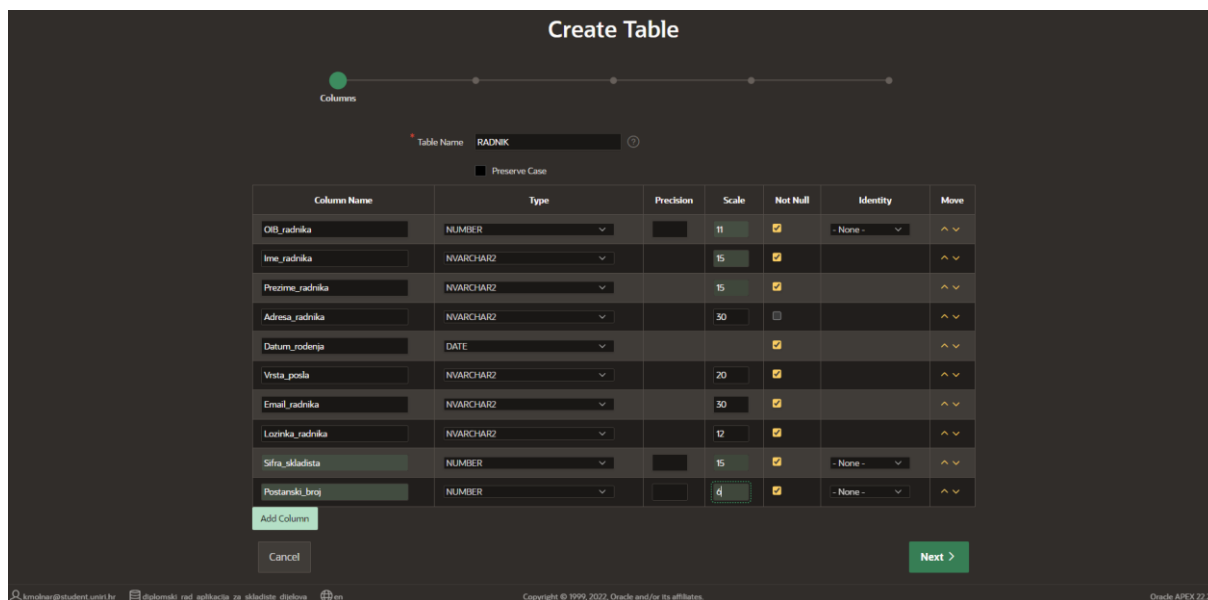 Create Table
Columns
* Table Name RADNIK ?
Preserve Case
Column Name Type Precision Scale Not Null Identity Move
OIB_radnika NUMBER 11 - None -
Ime_radnika NVARCHAR2 15
Prezime_radnika NVARCHAR2 15
Adresa_radnika NVARCHAR2 30
Datum_rodenja DATE
Vrsta_posla NVARCHAR2 20
Email_radnika NVARCHAR2 30
Lozinka_radnika NVARCHAR2 12
Sifra_skladista NUMBER 15 - None -
Postanski_broj NUMBER 6 - None -
Add Column
Cancel Next >
kmolnar@student.uniri.hr diplomski_rad_aplikacija_za_skladiste_dijelova en Copyright © 1999, 2022, Oracle and/or its affiliates. Oracle APEX 22.